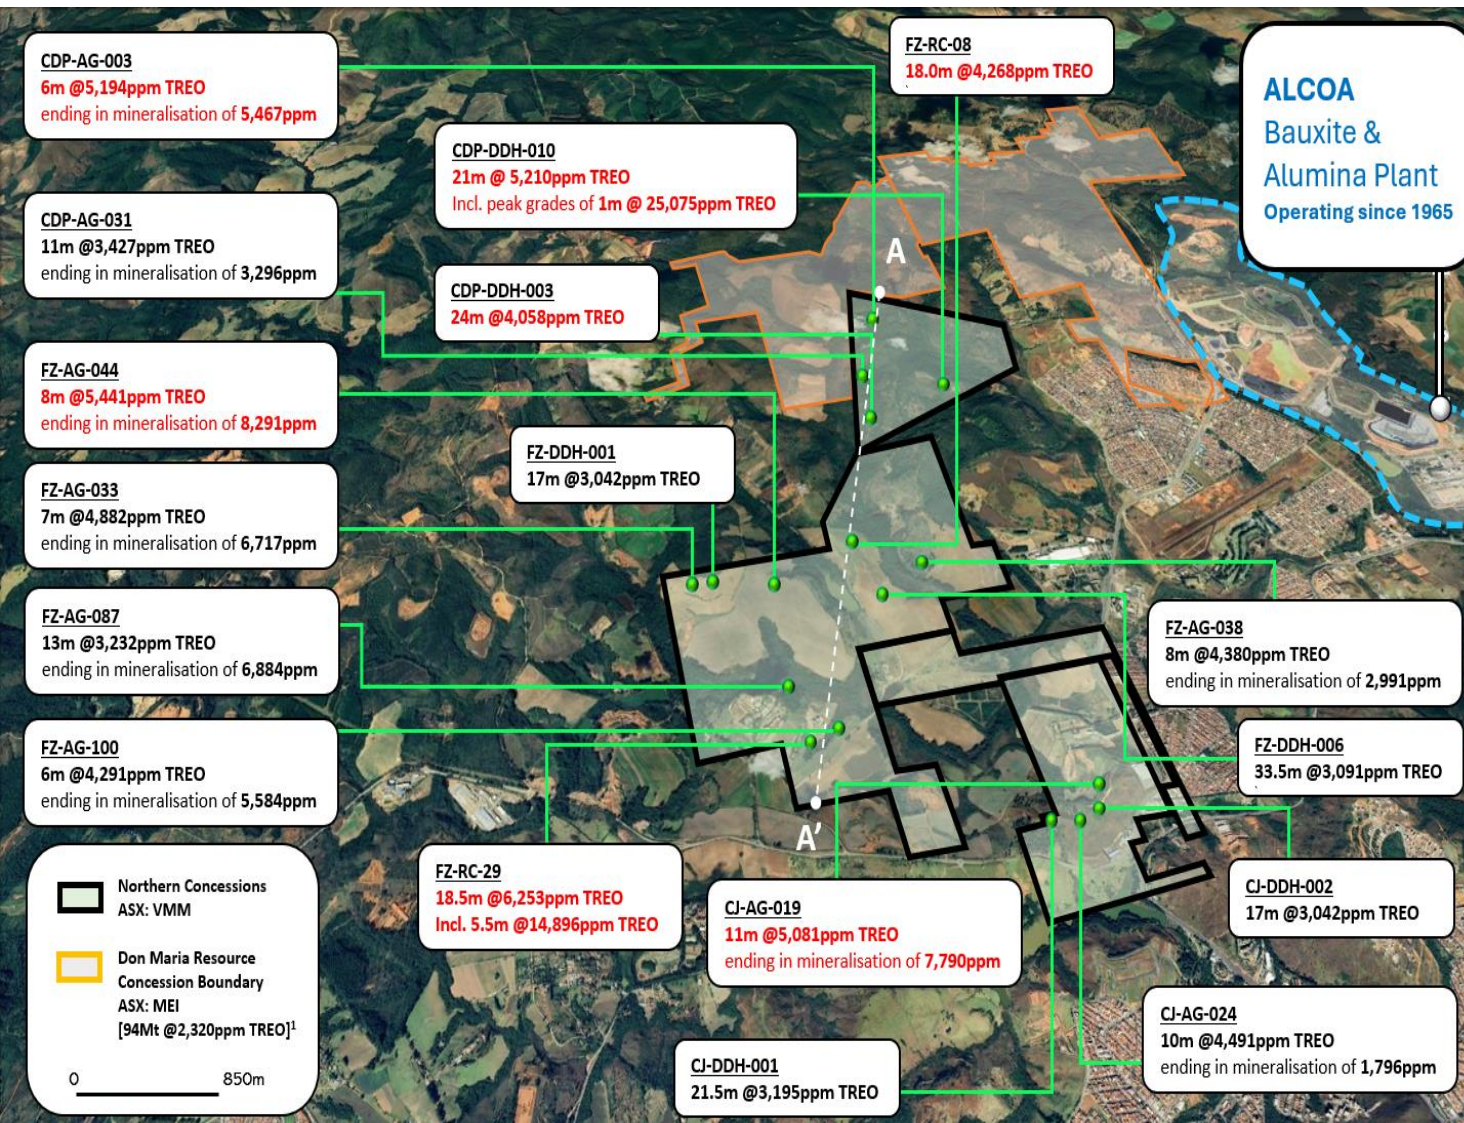 CDP-AG-003
6m @5,194ppm TREO
ending in mineralisation of 5,467ppm
FZ-RC-08
18.0m @4,268ppm TREO
ALCOA
Bauxite &
Alumina Plant
Operating since 1965
CDP-DDH-010
21m @ 5,210ppm TREO
Incl. peak grades of 1m @ 25,075ppm TREO
CDP-AG-031
11m @3,427ppm TREO
ending in mineralisation of 3,296ppm
A
CDP-DDH-003
24m @4,058ppm TREO
FZ-AG-044
8m @5,441ppm TREO
ending in mineralisation of 8,291ppm
FZ-DDH-001
17m @3,042ppm TREO
FZ-AG-033
7m @4,882ppm TREO
ending in mineralisation of 6,717ppm
FZ-AG-087
13m @3,232ppm TREO
ending in mineralisation of 6,884ppm
FZ-AG-038
8m @4,380ppm TREO
ending in mineralisation of 2,991ppm
FZ-AG-100
6m @4,291ppm TREO
ending in mineralisation of 5,584ppm
FZ-DDH-006
33.5m @3,091ppm TREO
A'
FZ-RC-29
18.5m @6,253ppm TREO
Incl. 5.5m @14,896ppm TREO
CJ-AG-019
11m @5,081ppm TREO
ending in mineralisation of 7,790ppm
CJ-DDH-002
17m @3,042ppm TREO
CJ-AG-024
10m @4,491ppm TREO
ending in mineralisation of 1,796ppm
CJ-DDH-001
21.5m @3,195ppm TREO
Northern Concessions
ASX: VMM
Don Maria Resource
Concession Boundary
ASX: MEI
[94Mt @2,320ppm TREO]¹
0 850m